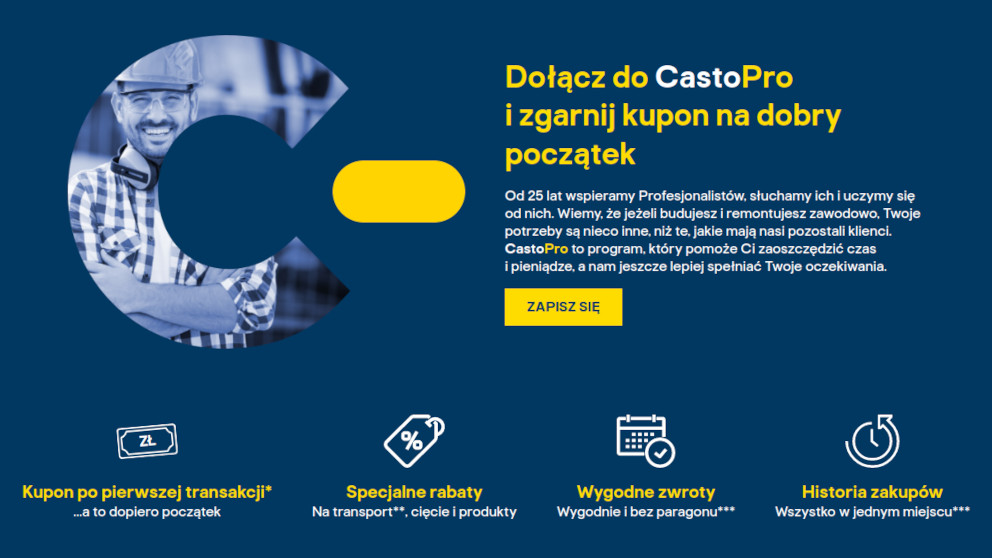 Dołącz do CastoPro
i zgarnij kupon na dobry
początek
Od 25 lat wspieramy Profesjonalistów, słuchamy ich i uczymy się
od nich. Wiemy, że jeżeli budujesz i remontujesz zawodowo, Twoje
potrzeby są nieco inne, niż te, jakie mają nasi pozostali klienci.
CastoPro to program, który pomoże Ci zaoszczędzić czas
i pieniądze, a nam jeszcze lepiej spełniać Twoje oczekiwania.
ZAPISZ SIĘ
ZŁ
%
Kupon po pierwszej transakcji*
...a to dopiero początek
Specjalne rabaty
Na transport**, cięcie i produkty
Wygodne zwroty
Wygodnie i bez paragonu***
Historia zakupów
Wszystko w jednym miejscu***